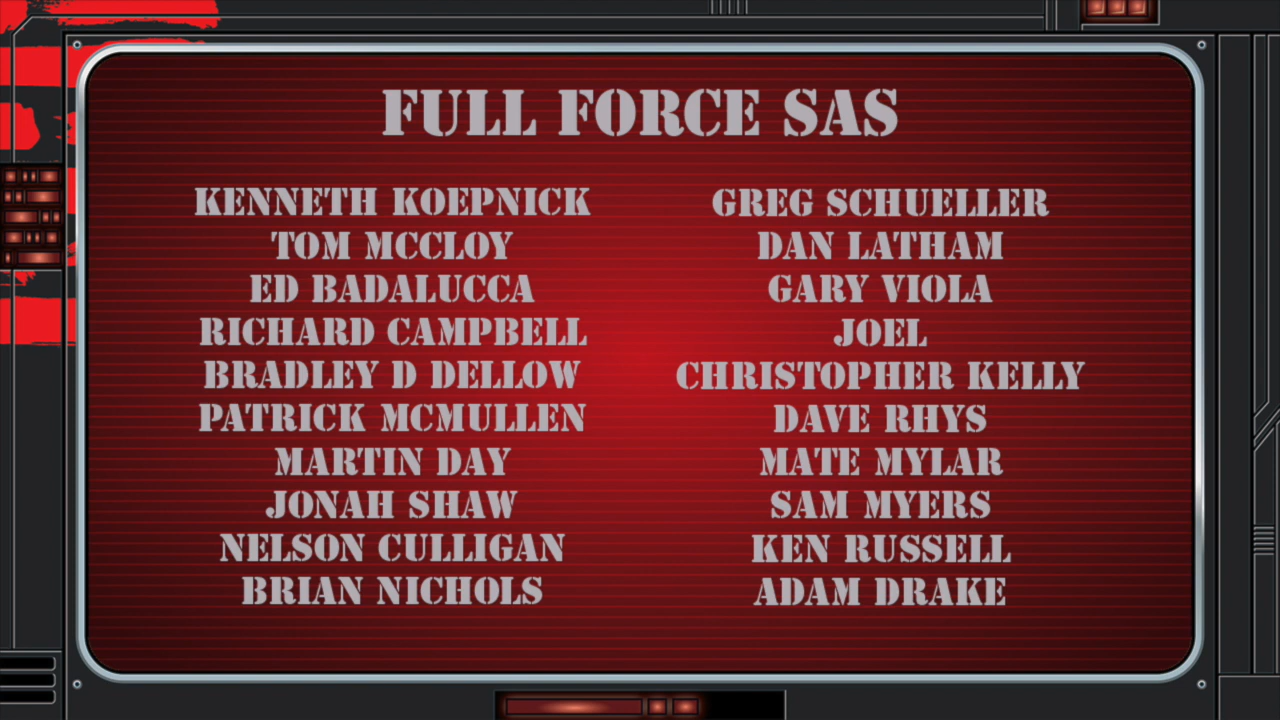 FULL FORCE SAS
KENNETH KOEPNICK
TOM MCCLOY
ED BADALUCCA
RICHARD CAMPBELL
BRADLEY D DELLOW
PATRICK MCMULLEN
MARTIN DAY
JONAH SHAW
NELSON CULLIGAN
BRIAN NICHOLS
GREG SCHUELLER
DAN LATHAM
GARY VIOLA
JOEL
CHRISTOPHER KELLY
DAVE RHYS
MATE MYLAR
SAM MYERS
KEN RUSSELL
ADAM DRAKE